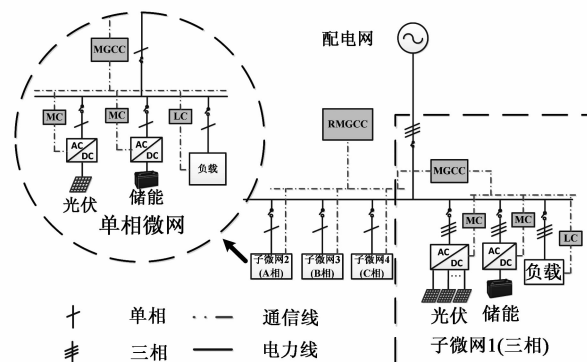 MGCC
MC
MC
LC
AC
DC
AC
DC
负载
光伏
储能
单相微网
配电网
RMGCC
MGCC
子微网2
(A相)
子微网3
(B相)
子微网4
(C相)
MC
MC
LC
AC
DC
AC
DC
负载
光伏
储能
子微网1(三相)
单相
通信线
三相
电力线